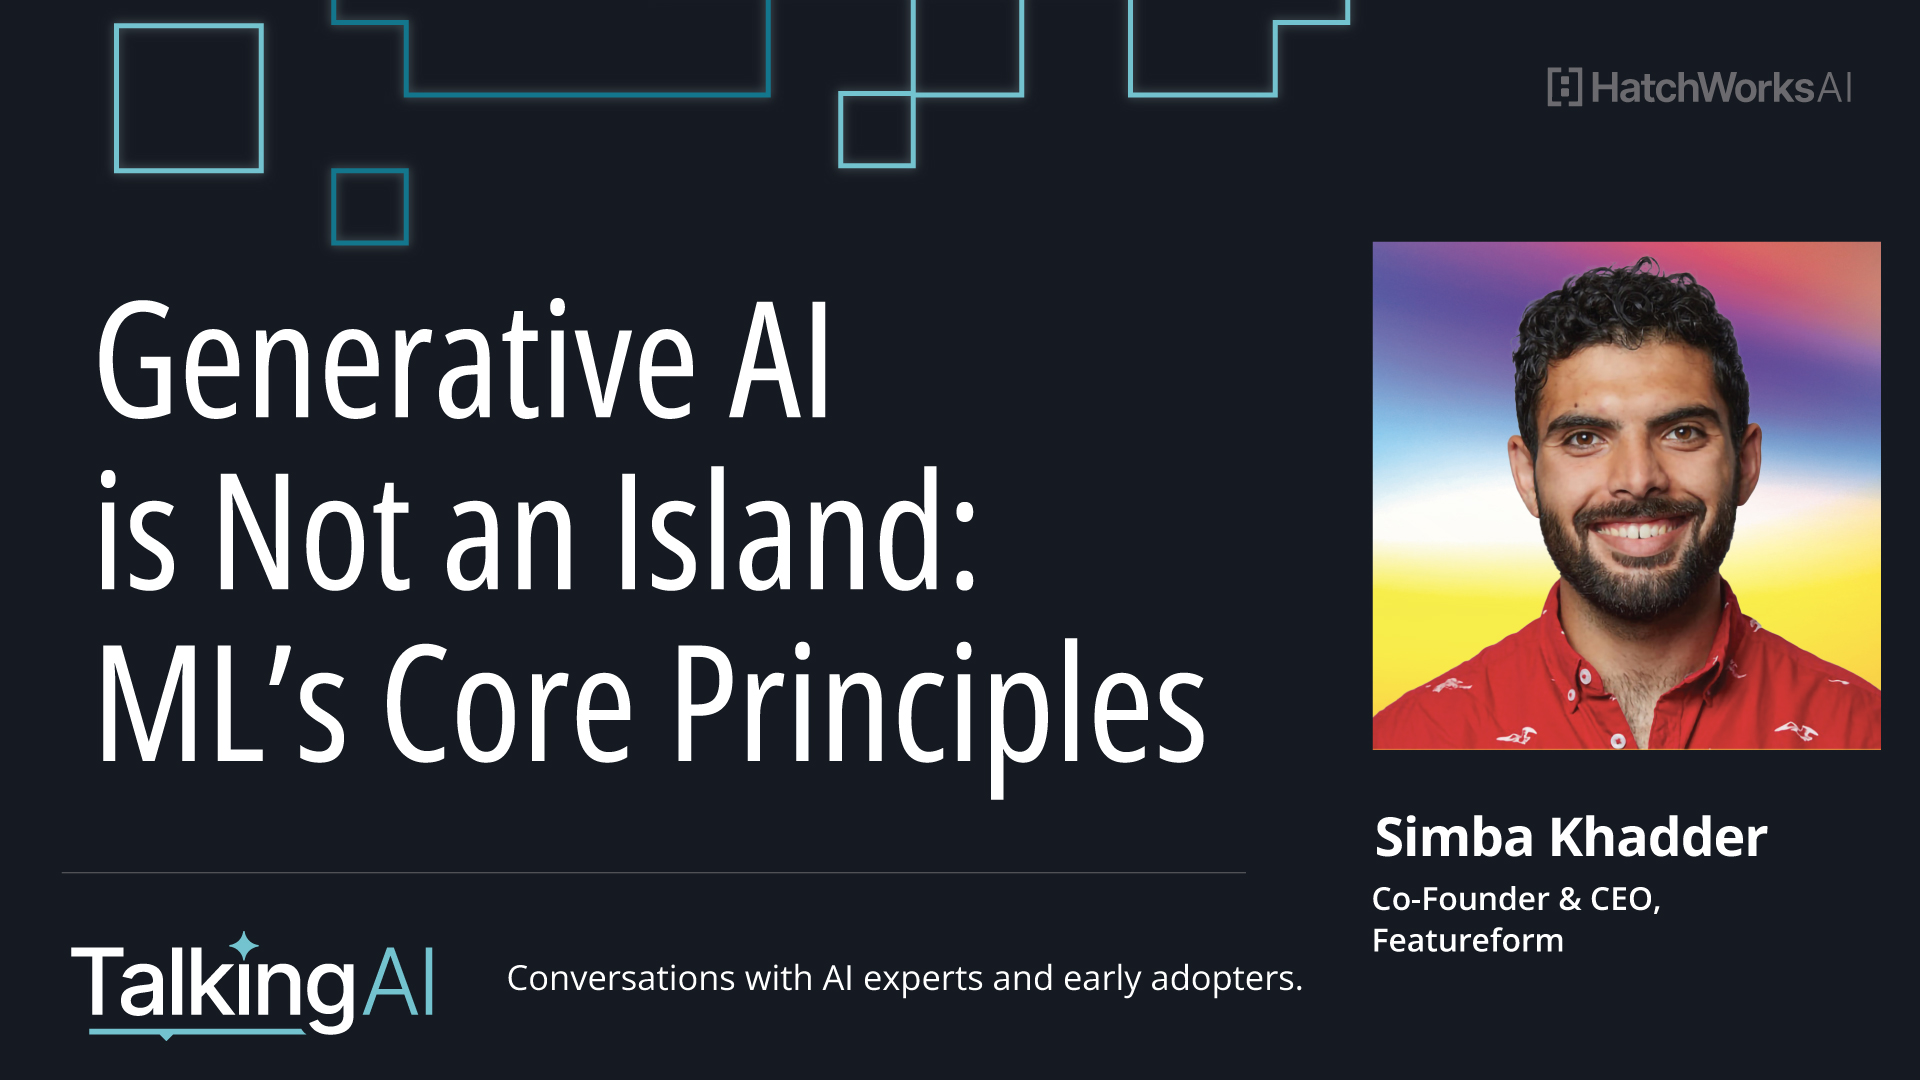 HatchWorksAI
Generative AI
is Not an Island:
ML’s Core Principles
Simba Khadder
Co-Founder & CEO,
Featureform
TalkingAI
Conversations with AI experts and early adopters.